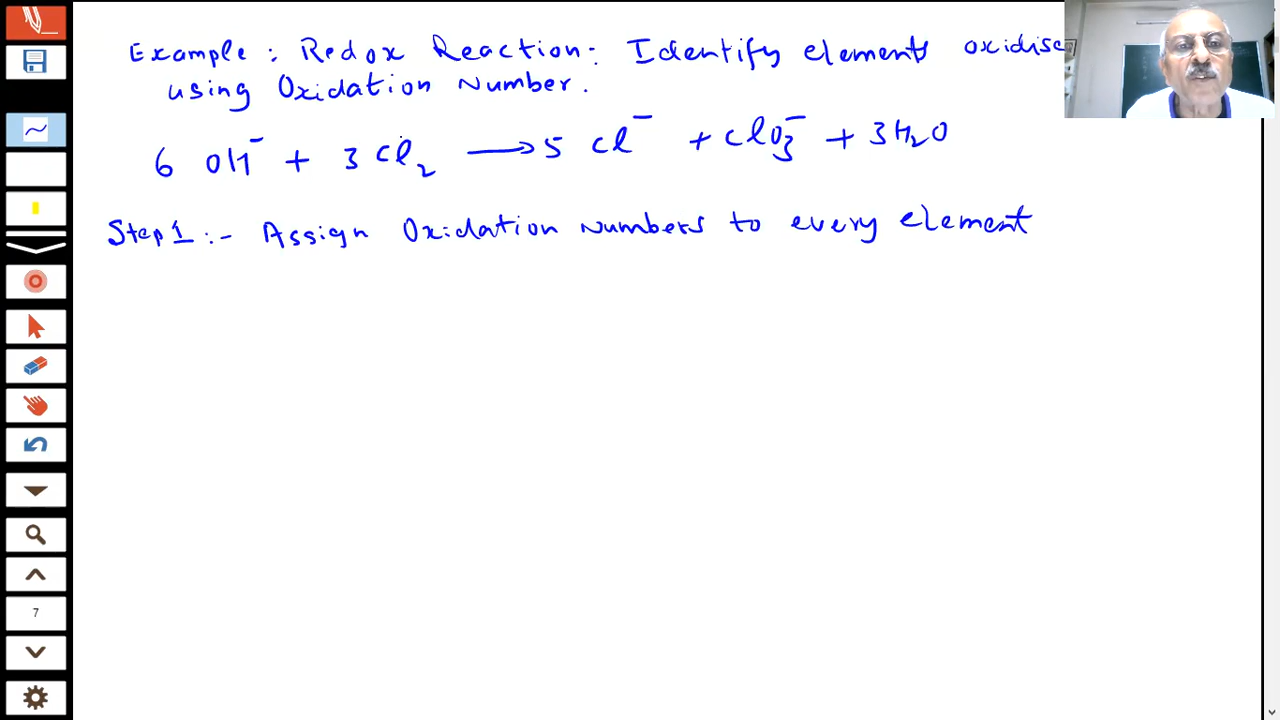 Example : Redox Reaction :- Identify elements oxidise
using Oxidation Number.
6 OH⁻ + 3 Cl₂ ⟶ 5 Cl⁻ + ClO₃⁻ + 3H₂O
Step 1 :- Assign Oxidation Numbers to every element
7